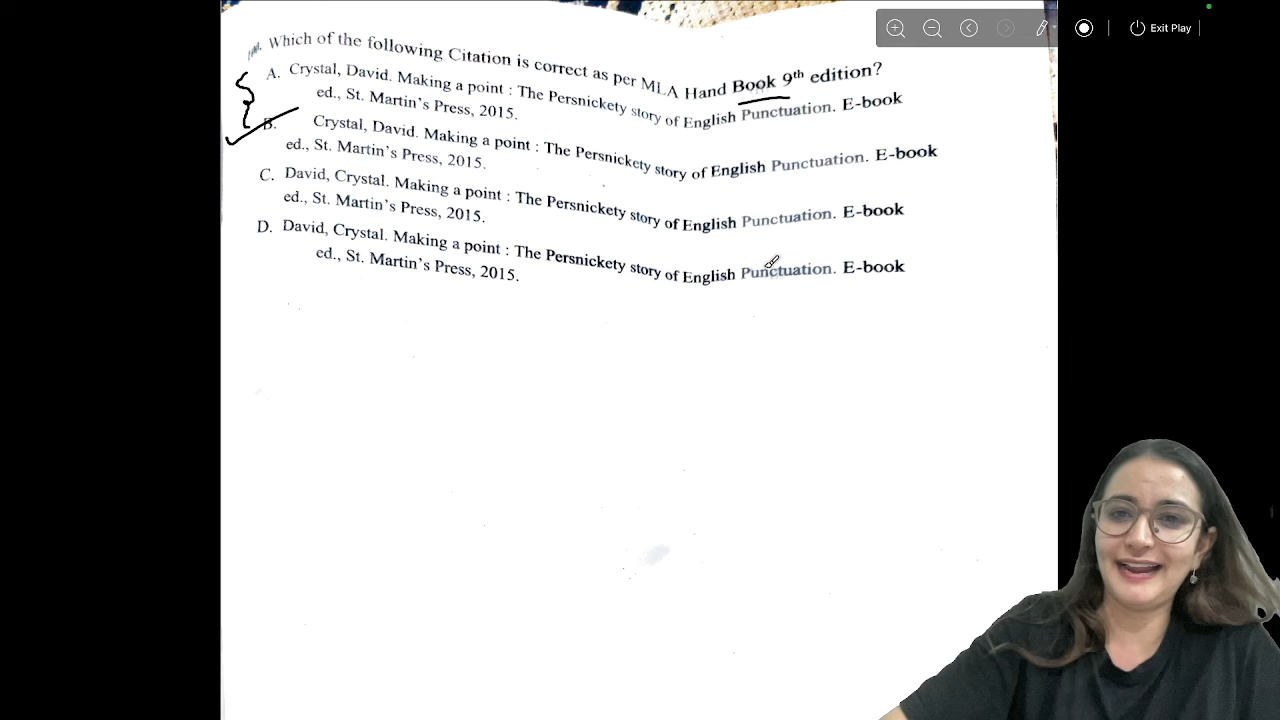 Exit Play
Which of the following Citation is correct as per MLA Hand Book 9th edition?
A. Crystal, David. Making a point : The Persnickety story of English Punctuation. E-book
ed., St. Martin's Press, 2015.
B. Crystal, David. Making a point : The Persnickety story of English Punctuation. E-book
ed., St. Martin's Press, 2015.
C. David, Crystal. Making a point : The Persnickety story of English Punctuation. E-book
ed., St. Martin's Press, 2015.
D. David, Crystal. Making a point : The Persnickety story of English Punctuation. E-book
ed., St. Martin's Press, 2015.